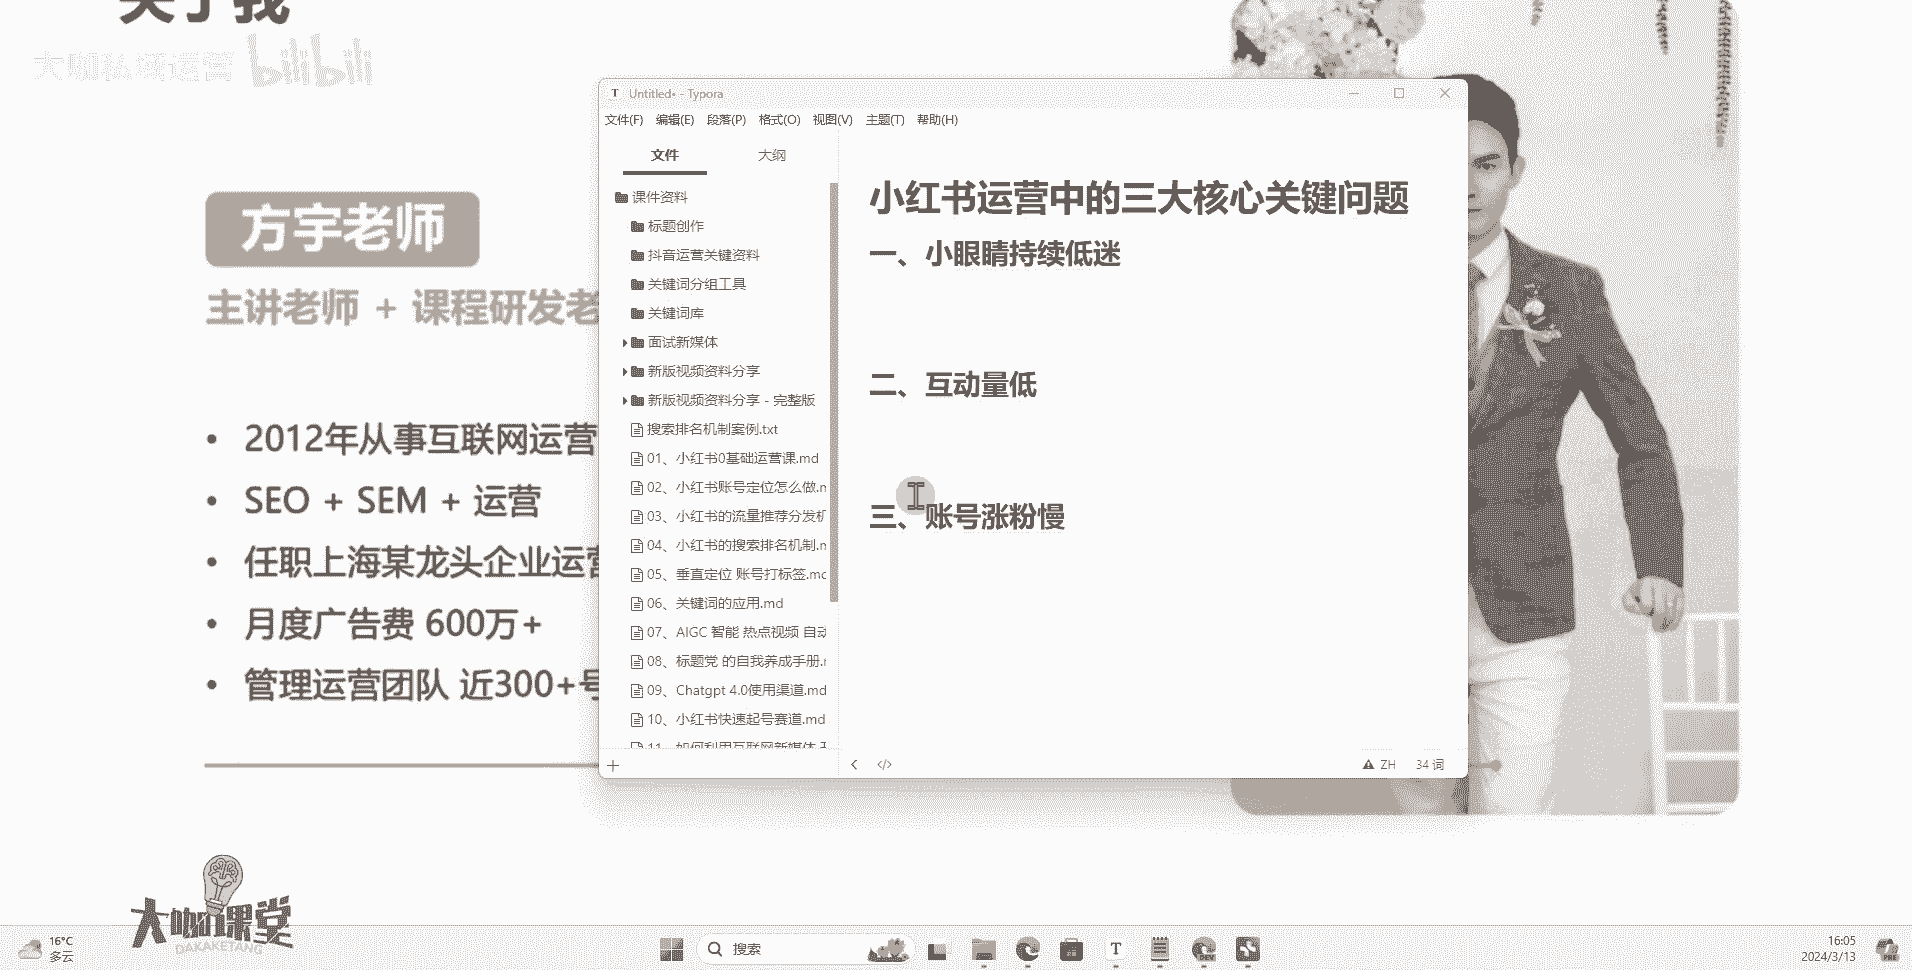 关于我
大咖私域运营 bilibili
方宇老师
主讲老师 + 课程研发老
• 2012年从事互联网运营
• SEO + SEM + 运营
• 任职上海某龙头企业运营
• 月度广告费 600万+
• 管理运营团队 近300+号
T Untitled• - Typora
文件(F) 编辑(E) 段落(P) 格式(O) 视图(V) 主题(T) 帮助(H)
文件 大纲
课件资料
标题创作
抖音运营关键资料
关键词分组工具
关键词库
面试新媒体
新版视频资料分享
新版视频资料分享 - 完整版
搜索排名机制案例.txt
01、小红书0基础运营课.md
02、小红书账号定位怎么做.m
03、小红书的流量推荐分发机
04、小红书的搜索排名机制.m
05、垂直定位 账号打标签.md
06、关键词的应用.md
07、AIGC 智能 热点视频 自动
08、标题党 的自我养成手册.m
09、Chatgpt 4.0使用渠道.md
10、小红书快速起号赛道.md
11、如何利用互联网新媒体
小红书运营中的三大核心关键问题
一、小眼睛持续低迷
二、互动量低
三、账号涨粉慢
ZH 34 词
大咖课堂
DAKAKETANG
16°C
多云
搜索
T
DEV
16:05
2024/3/13
PRE